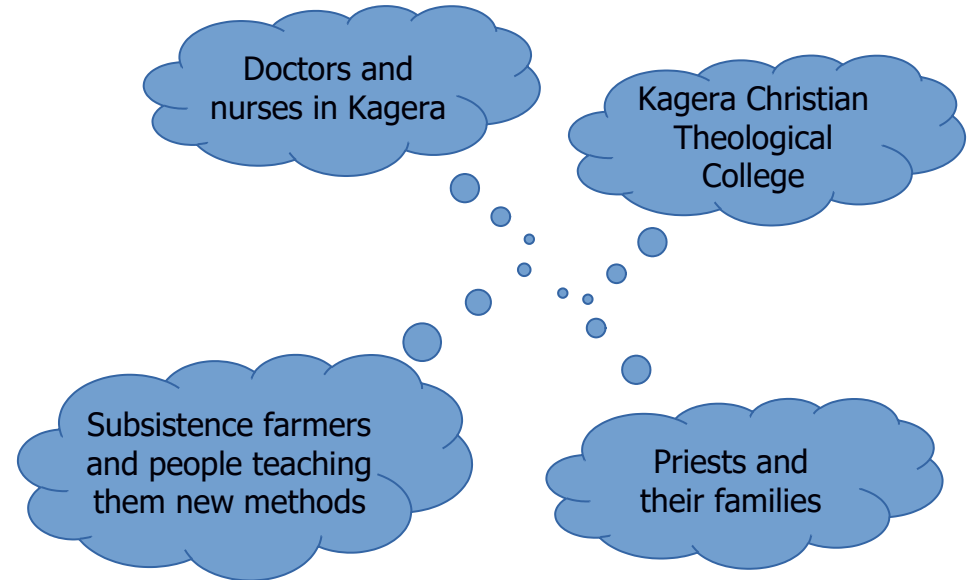 Doctors and
nurses in Kagera
Kagera Christian
Theological
College
Subsistence farmers
and people teaching
them new methods
Priests and
their families